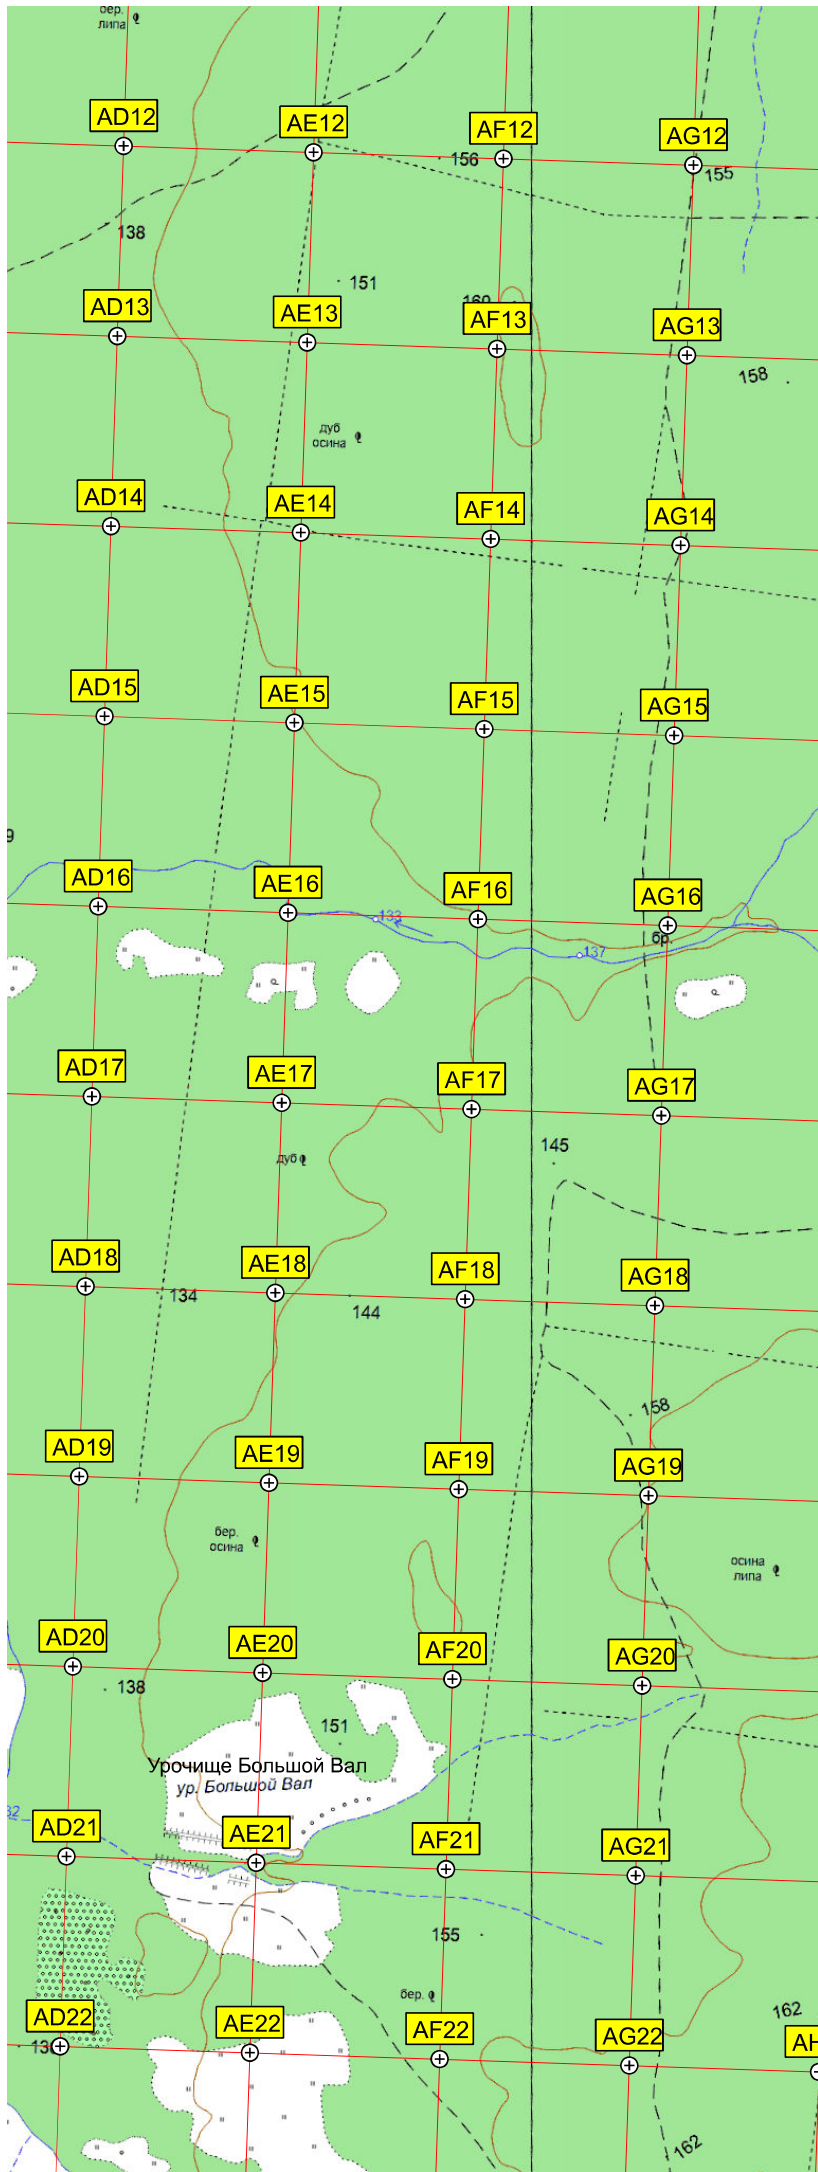 бер.
липа
AD12
AE12
AF12
AG12
156
155
138
151
AD13
AE13
AF13
AG13
158
дуб
осина
AD14
AE14
AF14
AG14
AD15
AE15
AF15
AG15
9
AD16
AE16
AF16
AG16
133
бр.
137
AD17
AE17
AF17
AG17
145
дуб
AD18
AE18
AF18
AG18
134
144
158
AD19
AE19
AF19
AG19
бер.
осина
осина
липа
AD20
AE20
AF20
AG20
138
151
Урочище Большой Вал
ур. Большой Вал
AD21
AE21
AF21
AG21
155
бер.
162
AD22
AE22
AF22
AG22
AH
162